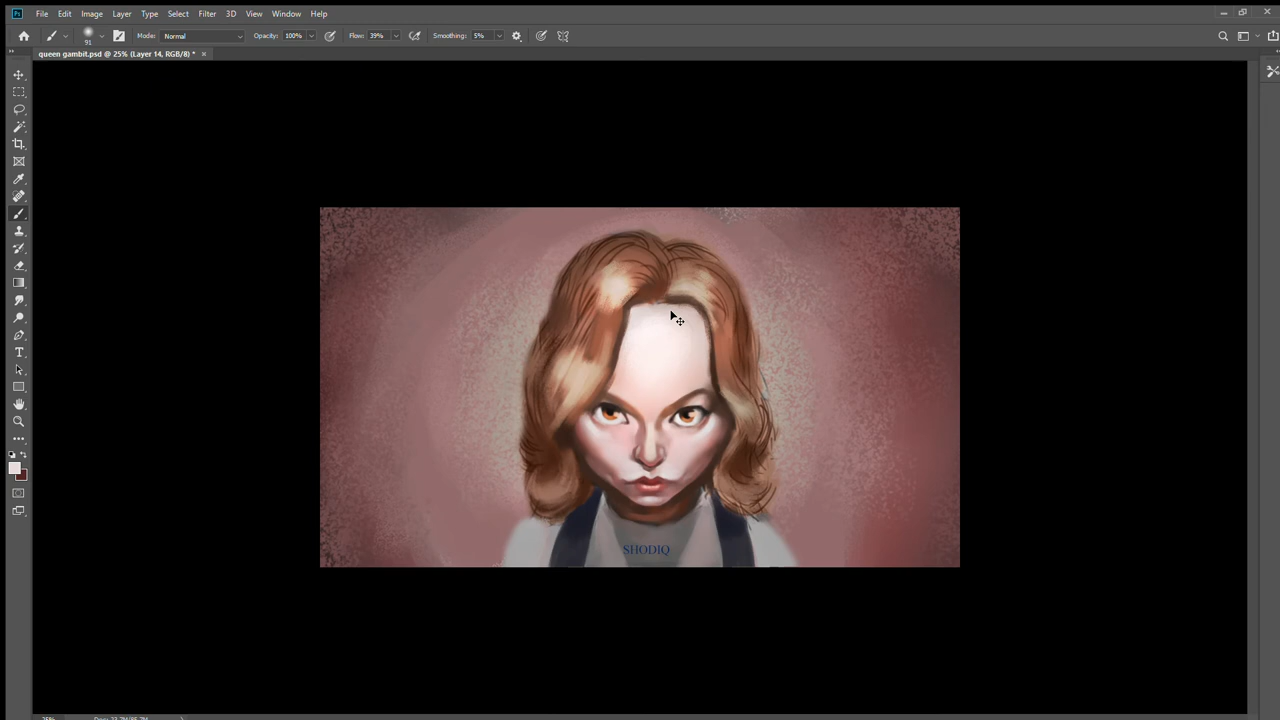 File Edit Image Layer Type Select Filter 3D View Window Help
91 Mode: Normal Opacity: 100% Flow: 39% Smoothing: 5%
queen gambit.psd @ 25% (Layer 14, RGB/8) *
SHODIQ